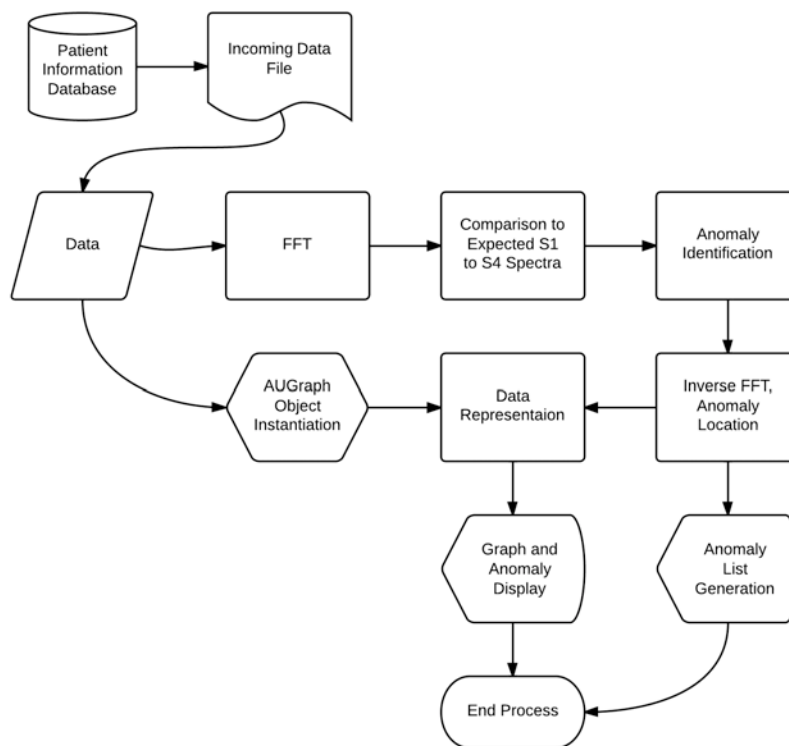 Patient
Information
Database
Incoming Data
File
Data
FFT
Comparison to
Expected S1
to S4 Spectra
Anomaly
Identification
AUGraph
Object
Instantiation
Data
Representaion
Inverse FFT,
Anomaly
Location
Graph and
Anomaly
Display
Anomaly
List
Generation
End Process